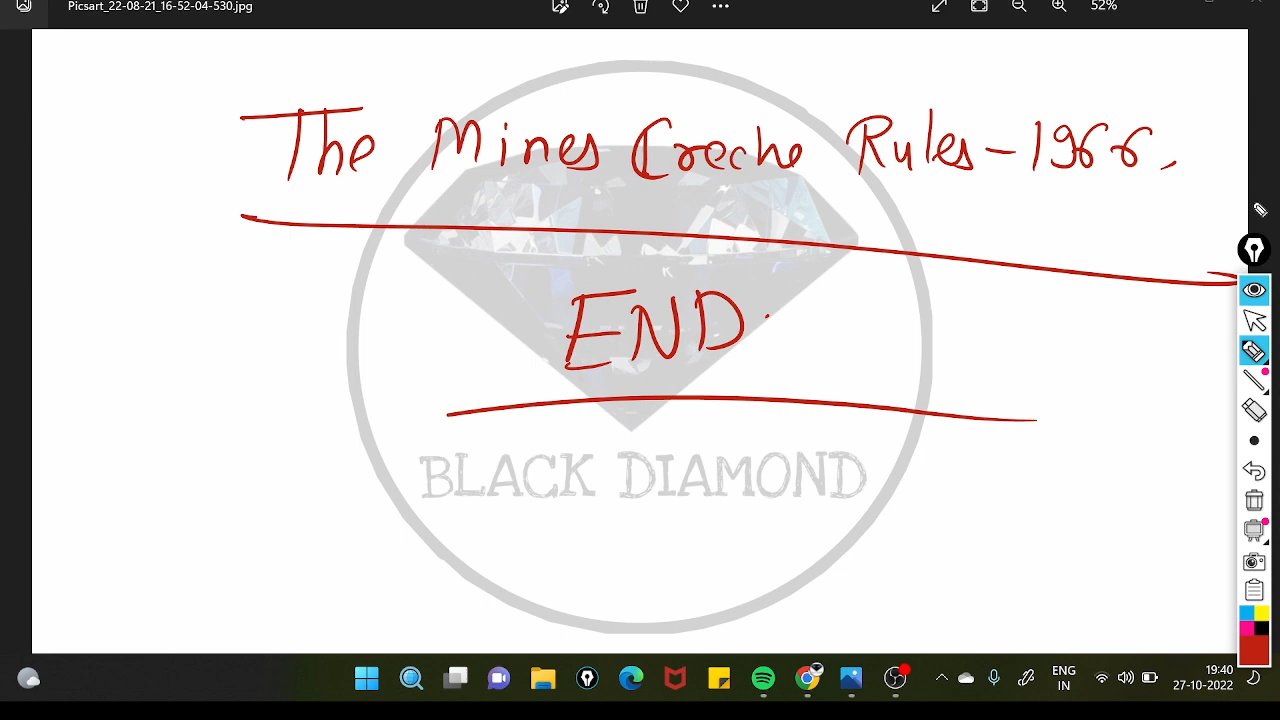 Picsart_22-08-21_16-52-04-530.jpg
52%
The Mines Creche Rules-1966.
END.
BLACK DIAMOND
ENG
IN
19:40
27-10-2022